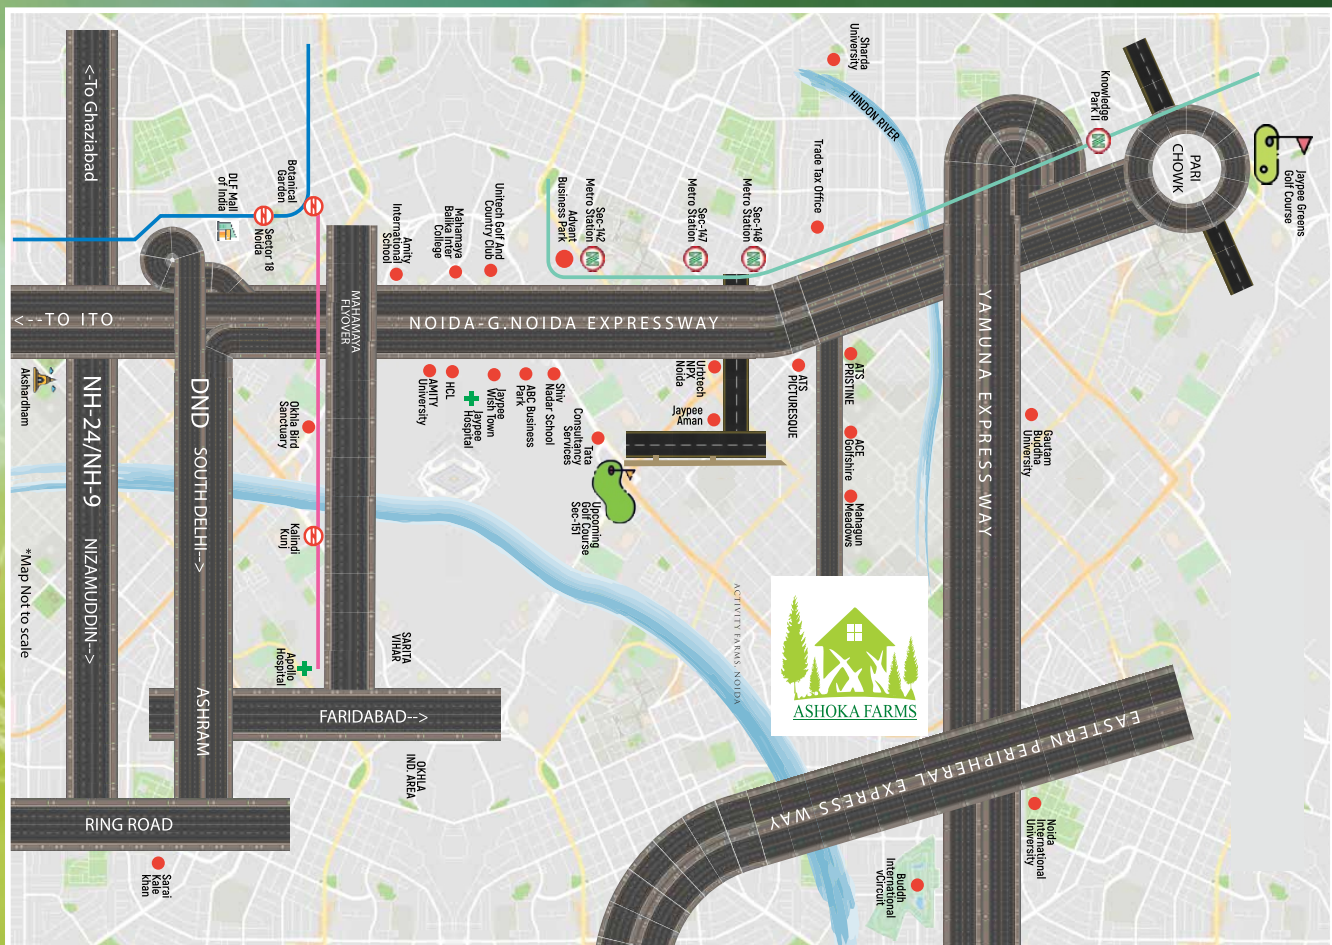 <-To Ghaziabad
Botanical
Garden
DLF Mall
of India
Sector 18
Noida
Amity
International
School
Mahamaya
Balika Inter
College
Unitech Golf And
Country Club
Advant
Business Park
Sec-142
Metro Station
Sec-147
Metro Station
Sec-148
Metro Station
Trade Tax Office
Sharda
University
HINDON RIVER
Knowledge
Park II
PARI
CHOWK
Jaypee Greens
Golf Course
<--TO ITO
MAHAMAYA
FLYOVER
NOIDA-G.NOIDA EXPRESSWAY
YAMUNA EXPRESS WAY
Akshardham
NH-24/NH-9 NIZAMUDDIN-->
DND SOUTH DELHI-->
ASHRAM
Okhla Bird
Sanctuary
Kalindi
Kunj
AMITY
University
HCL
Jaypee
Hospital
Jaypee
Wish Town
ABC Business
Park
Shiv
Nadar School
Tata
Consultancy
Services
Upcoming
Golf Course
Sec-151
Urbtech
NPX
Noida
Jaypee
Aman
ATS
PICTURESQUE
ATS
PRISTINE
ACE
Golfshire
Mahagun
Meadows
Gautam
Buddha
University
*Map Not to scale
SARITA
VIHAR
Apollo
Hospital
FARIDABAD-->
OKHLA
IND. AREA
RING ROAD
Sarai
Kale
khan
ACTIVITY FARMS, NOIDA
ASHOKA FARMS
EASTERN PERIPHERAL EXPRESS WAY
Noida
International
University
Buddh
International
vCircuit